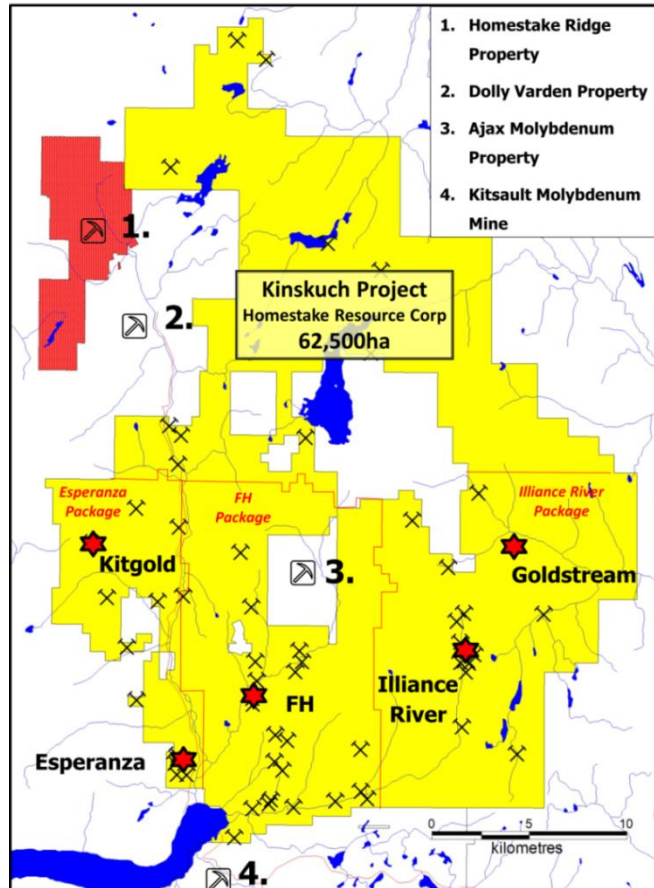 1. Homestake Ridge
Property
2. Dolly Varden Property
3. Ajax Molybdenum
Property
4. Kitsault Molybdenum
Mine
1.
2.
Kinskuch Project
Homestake Resource Corp
62,500ha
Esperanza
Package
FH
Package
Illiance River
Package
Kitgold
3.
Goldstream
Illiance
River
FH
Esperanza
0 5 10
kilometres
4.